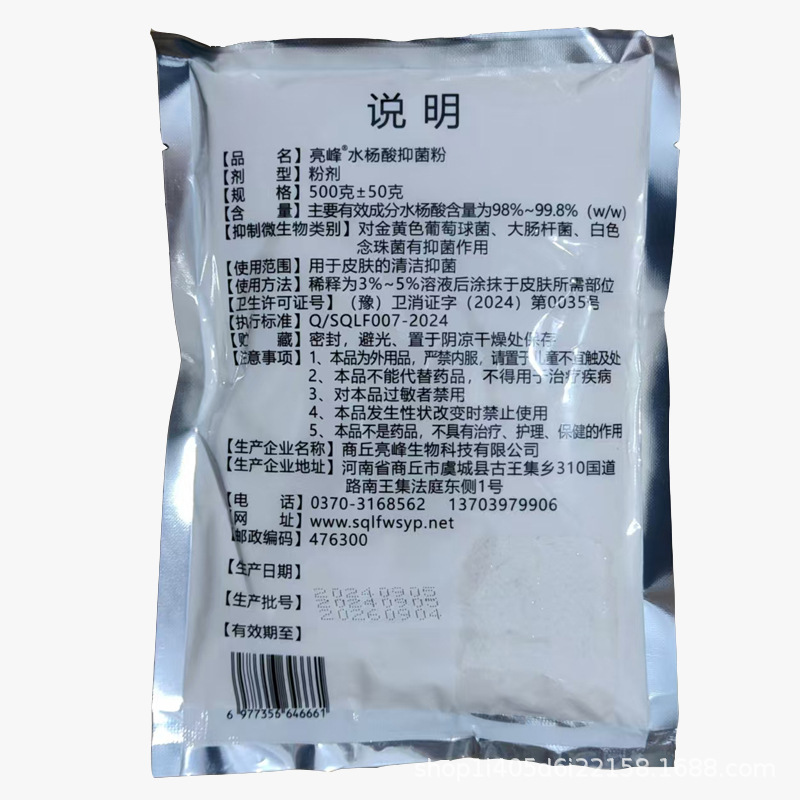 说明
【品 名】亮峰®水杨酸抑菌粉
【剂 型】粉剂
【规 格】500克±50克
【含 量】主要有效成分水杨酸含量为98%~99.8%（w/w）
【抑制微生物类别】对金黄色葡萄球菌、大肠杆菌、白色
念珠菌有抑菌作用
【使用范围】用于皮肤的清洁抑菌
【使用方法】稀释为3%~5%溶液后涂抹于皮肤所需部位
【卫生许可证号】（豫）卫消证字（2024）第0035号
【执行标准】Q/SQLF007-2024
【贮 藏】密封，避光、置于阴凉干燥处保存
【注意事项】1、本品为外用品，严禁内服，请置于儿童不宜触及处
2、本品不能代替药品，不得用于治疗疾病
3、对本品过敏者禁用
4、本品发生性状改变时禁止使用
5、本品不是药品，不具有治疗、护理、保健的作用
【生产企业名称】商丘亮峰生物科技有限公司
【生产企业地址】河南省商丘市虞城县古王集乡310国道
路南王集法庭东侧1号
【电 话】0370-3168562 13703979906
【网 址】www.sqlfwsyp.net
【邮政编码】476300
【生产日期】
20240905
【生产批号】
20240905
20260904
【有效期至】
6 977356 646661